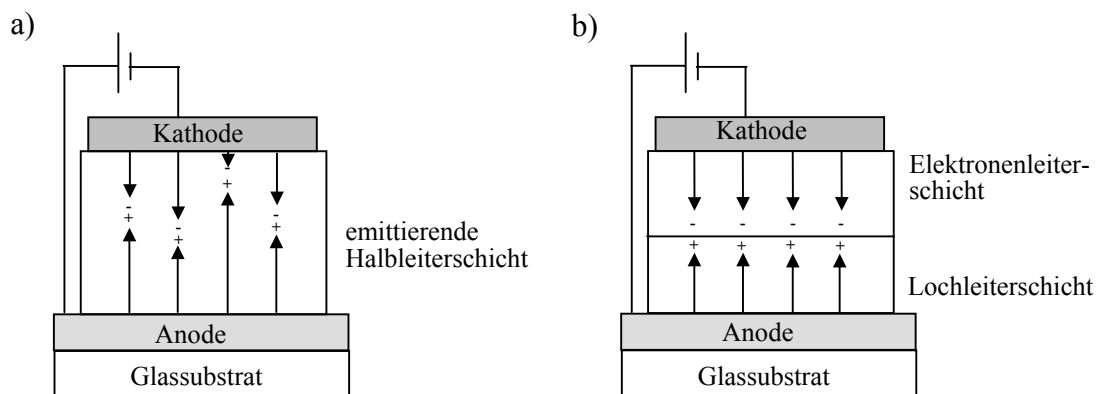 a)
Kathode
-
+
-
+
-
+
-
+
emittierende
Halbleiterschicht
Anode
Glassubstrat
b)
Kathode
Elektronenleiter-
schicht
- - - -
+ + + +
Lochleiterschicht
Anode
Glassubstrat